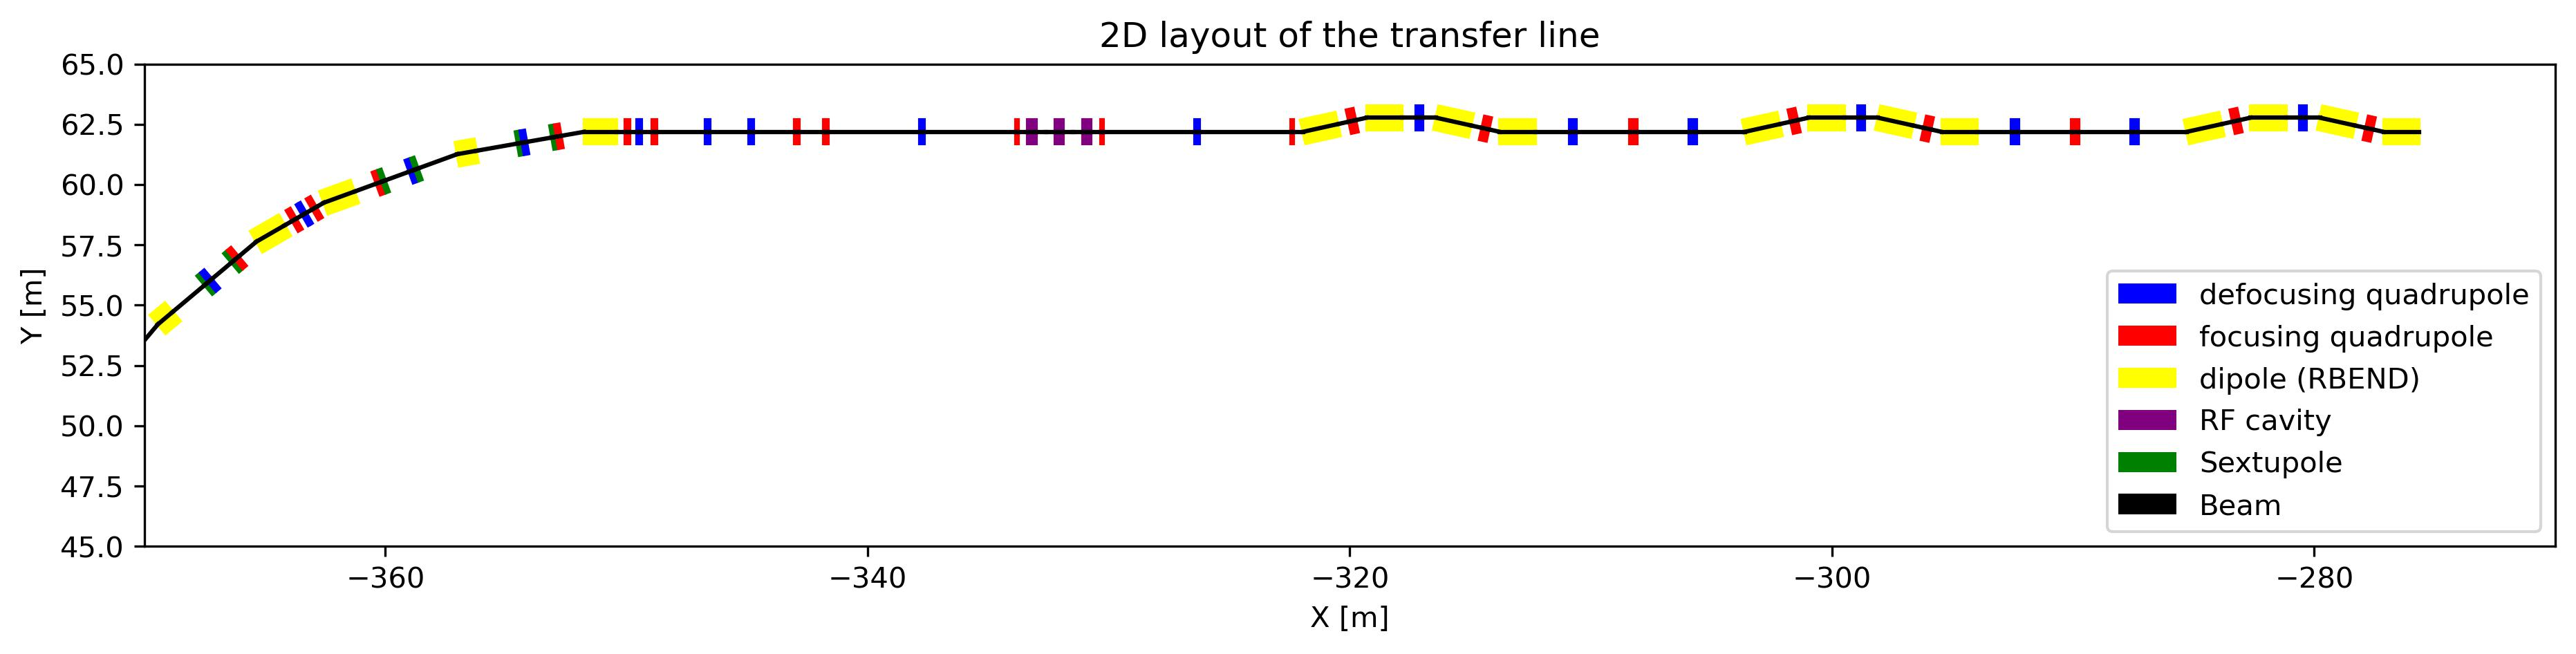 2D layout of the transfer line
65.0
62.5
60.0
57.5
55.0
52.5
50.0
47.5
45.0
Y [m]
−360
−340
−320
−300
−280
X [m]
defocusing quadrupole
focusing quadrupole
dipole (RBEND)
RF cavity
Sextupole
Beam